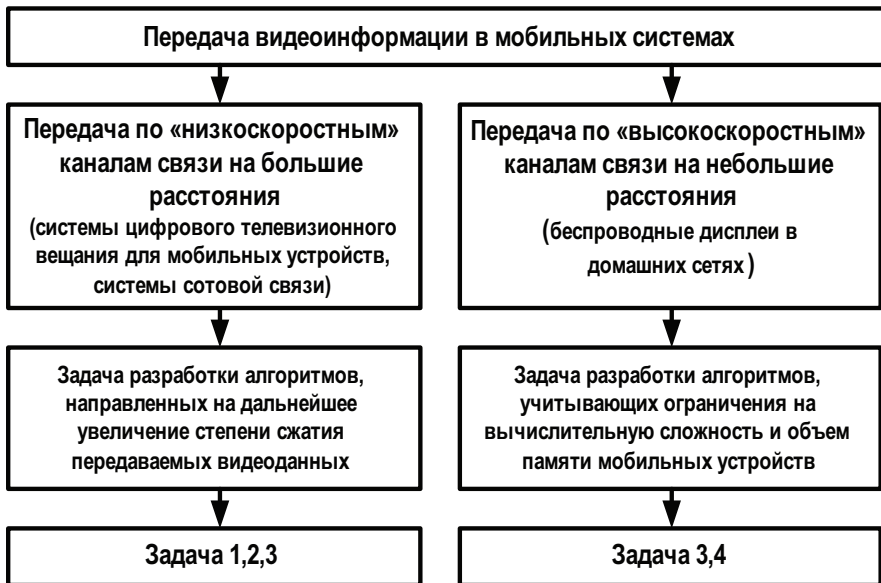 Передача видеоинформации в мобильных системах
Передача по «низкоскоростным»
каналам связи на большие
расстояния
(системы цифрового телевизионного
вещания для мобильных устройств,
системы сотовой связи)
Передача по «высокоскоростным»
каналам связи на небольшие
расстояния
(беспроводные дисплеи в
домашних сетях)
Задача разработки алгоритмов,
направленных на дальнейшее
увеличение степени сжатия
передаваемых видеоданных
Задача разработки алгоритмов,
учитывающих ограничения на
вычислительную сложность и объем
памяти мобильных устройств
Задача 1,2,3
Задача 3,4